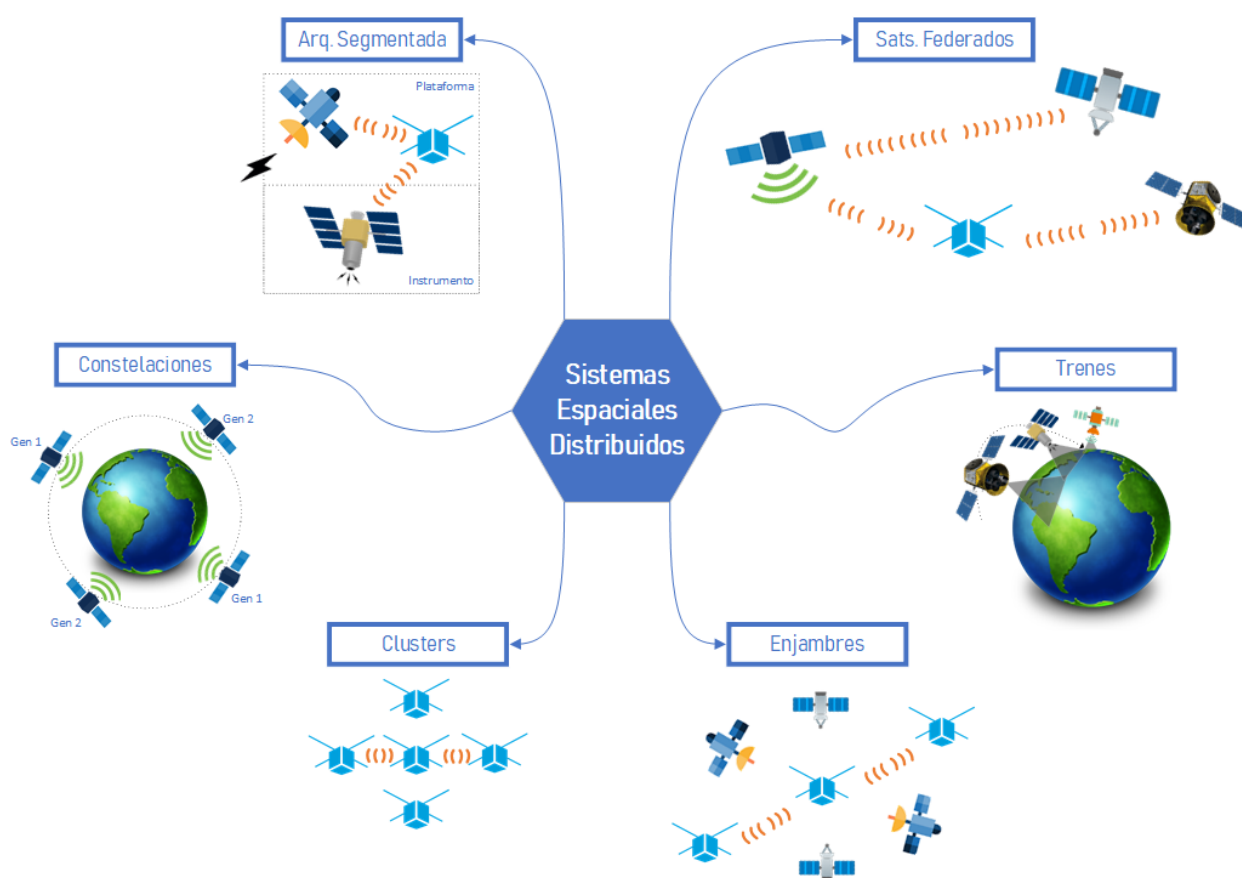 Arq. Segmentada
Sats. Federados
Plataforma
Instrumento
Constelaciones
Trenes
Sistemas
Espaciales
Distribuidos
Gen 2
Gen 1
Gen 1
Gen 2
Clusters
Enjambres